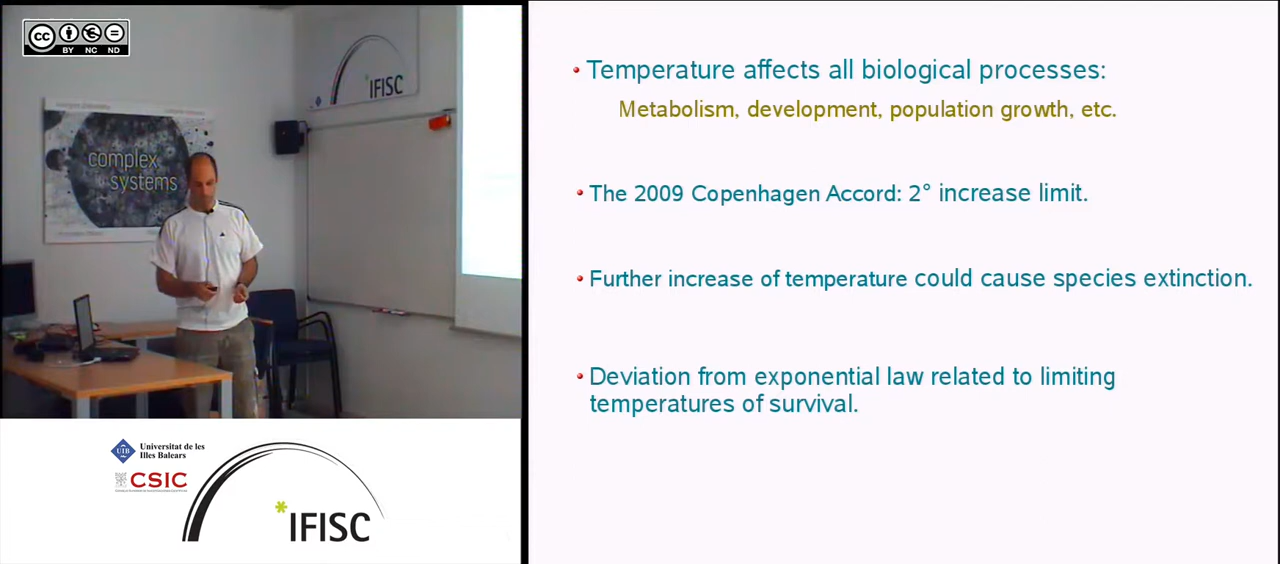 cc
BY NC ND
IFISC
complex
systems
• Temperature affects all biological processes:
Metabolism, development, population growth, etc.
• The 2009 Copenhagen Accord: 2° increase limit.
• Further increase of temperature could cause species extinction.
• Deviation from exponential law related to limiting
temperatures of survival.
UIB
Universitat de les
Illes Balears
CSIC
IFISC